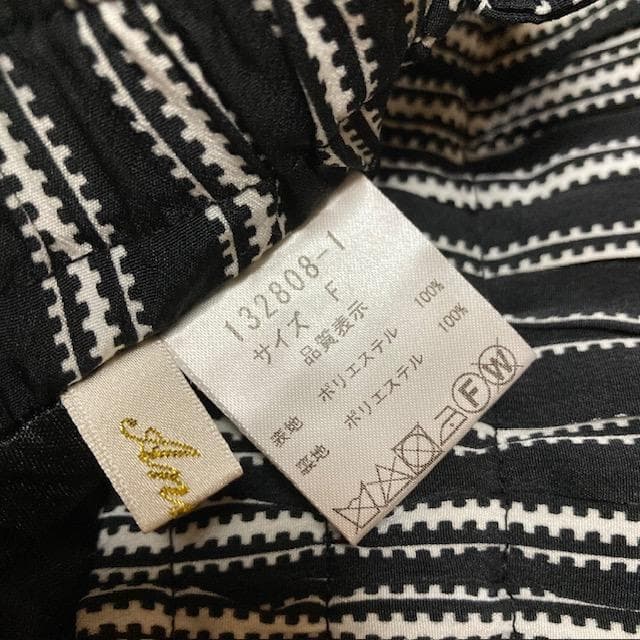 132808-1
サイズ F
品質表示
表地 ポリエステル 100%
裏地 ポリエステル 100%
F W